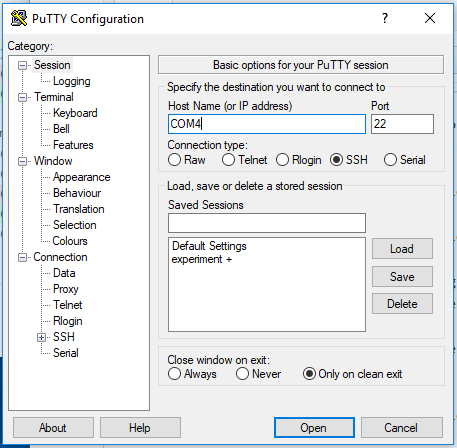 PuTTY Configuration
Category:
Session
Logging
Terminal
Keyboard
Bell
Features
Window
Appearance
Behaviour
Translation
Selection
Colours
Connection
Data
Proxy
Telnet
Rlogin
SSH
Serial
Basic options for your PuTTY session
Specify the destination you want to connect to
Host Name (or IP address) Port
COM4 22
Connection type:
Raw Telnet Rlogin SSH Serial
Load, save or delete a stored session
Saved Sessions
Default Settings
experiment +
Load
Save
Delete
Close window on exit:
Always Never Only on clean exit
About Help Open Cancel